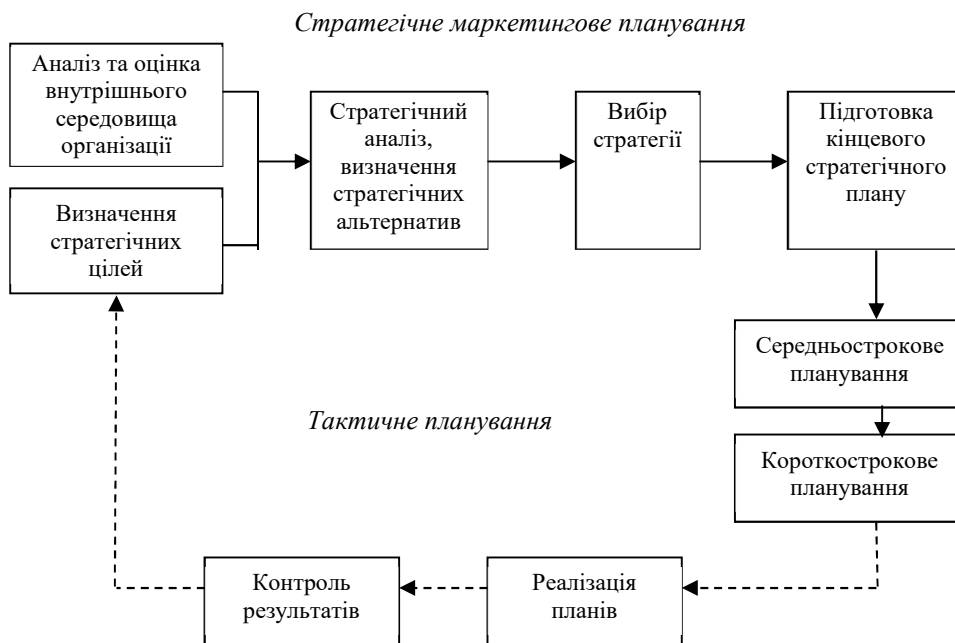 Стратегічне маркетингове планування
Аналіз та оцінка
внутрішнього
середовища
організації
Визначення
стратегічних
цілей
Стратегічний
аналіз,
визначення
стратегічних
альтернатив
Вибір
стратегії
Підготовка
кінцевого
стратегічного
плану
Середньострокове
планування
Тактичне планування
Короткострокове
планування
Реалізація
планів
Контроль
результатів